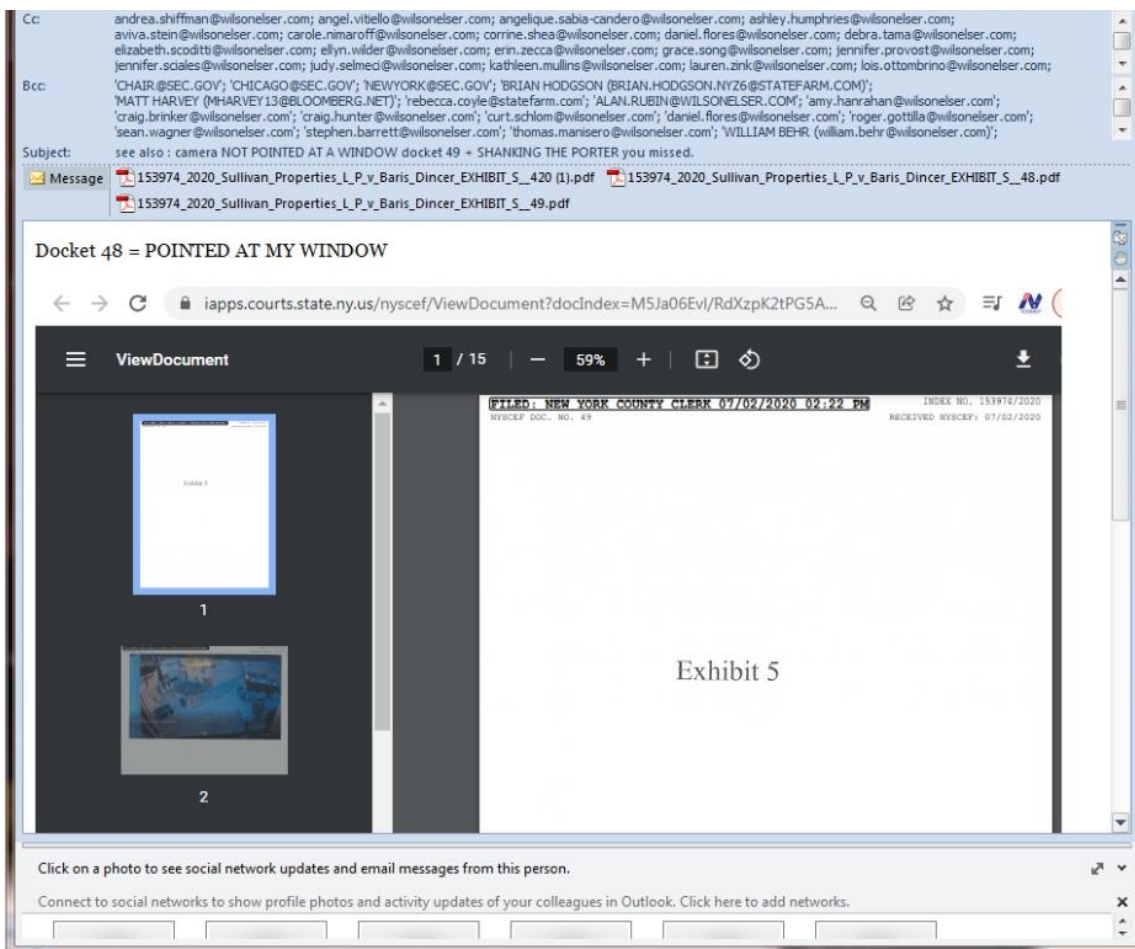 Cc: andrea.shiffman@wilsonelser.com; angel.vitiello@wilsonelser.com; angelique.sabia-candero@wilsonelser.com; ashley.humphries@wilsonelser.com;
aviva.stein@wilsonelser.com; carole.nimaroff@wilsonelser.com; corrine.shea@wilsonelser.com; daniel.flores@wilsonelser.com; debra.tama@wilsonelser.com;
elizabeth.scoditti@wilsonelser.com; ellyn.wilder@wilsonelser.com; erin.zecca@wilsonelser.com; grace.song@wilsonelser.com; jennifer.provost@wilsonelser.com;
jennifer.sciales@wilsonelser.com; judy.selmeci@wilsonelser.com; kathleen.mullins@wilsonelser.com; lauren.zink@wilsonelser.com; lois.ottombrino@wilsonelser.com;
Bcc: 'CHAIR@SEC.GOV'; 'CHICAGO@SEC.GOV'; 'NEWYORK@SEC.GOV'; 'BRIAN HODGSON (BRIAN.HODGSON.NYZ6@STATEFARM.COM)';
'MATT HARVEY (MHARVEY13@BLOOMBERG.NET)'; 'rebecca.coyle@statefarm.com'; 'ALAN.RUBIN@WILSONELSER.COM'; 'amy.hanrahan@wilsonelser.com';
'craig.brinker@wilsonelser.com'; 'craig.hunter@wilsonelser.com'; 'curt.schlom@wilsonelser.com'; 'daniel.flores@wilsonelser.com'; 'roger.gottilla@wilsonelser.com';
'sean.wagner@wilsonelser.com'; 'stephen.barrett@wilsonelser.com'; 'thomas.manisero@wilsonelser.com'; 'WILLIAM BEHR (william.behr@wilsonelser.com)';
Subject: see also : camera NOT POINTED AT A WINDOW docket 49 + SHANKING THE PORTER you missed.
Message 153974_2020_Sullivan_Properties_L_P_v_Baris_Dincer_EXHIBIT_S__420 (1).pdf 153974_2020_Sullivan_Properties_L_P_v_Baris_Dincer_EXHIBIT_S__48.pdf
153974_2020_Sullivan_Properties_L_P_v_Baris_Dincer_EXHIBIT_S__49.pdf
Docket 48 = POINTED AT MY WINDOW
iapps.courts.state.ny.us/nyscef/ViewDocument?docIndex=M5Ja06EvI/RdXzpK2tPG5A...
ViewDocument 1 / 15 59%
FILED: NEW YORK COUNTY CLERK 07/02/2020 02:22 PM INDEX NO. 153974/2020
NYSCEF DOC. NO. 49 RECEIVED NYSCEF: 07/02/2020
Exhibit 5
1
Exhibit 5
2
Click on a photo to see social network updates and email messages from this person.
Connect to social networks to show profile photos and activity updates of your colleagues in Outlook. Click here to add networks.